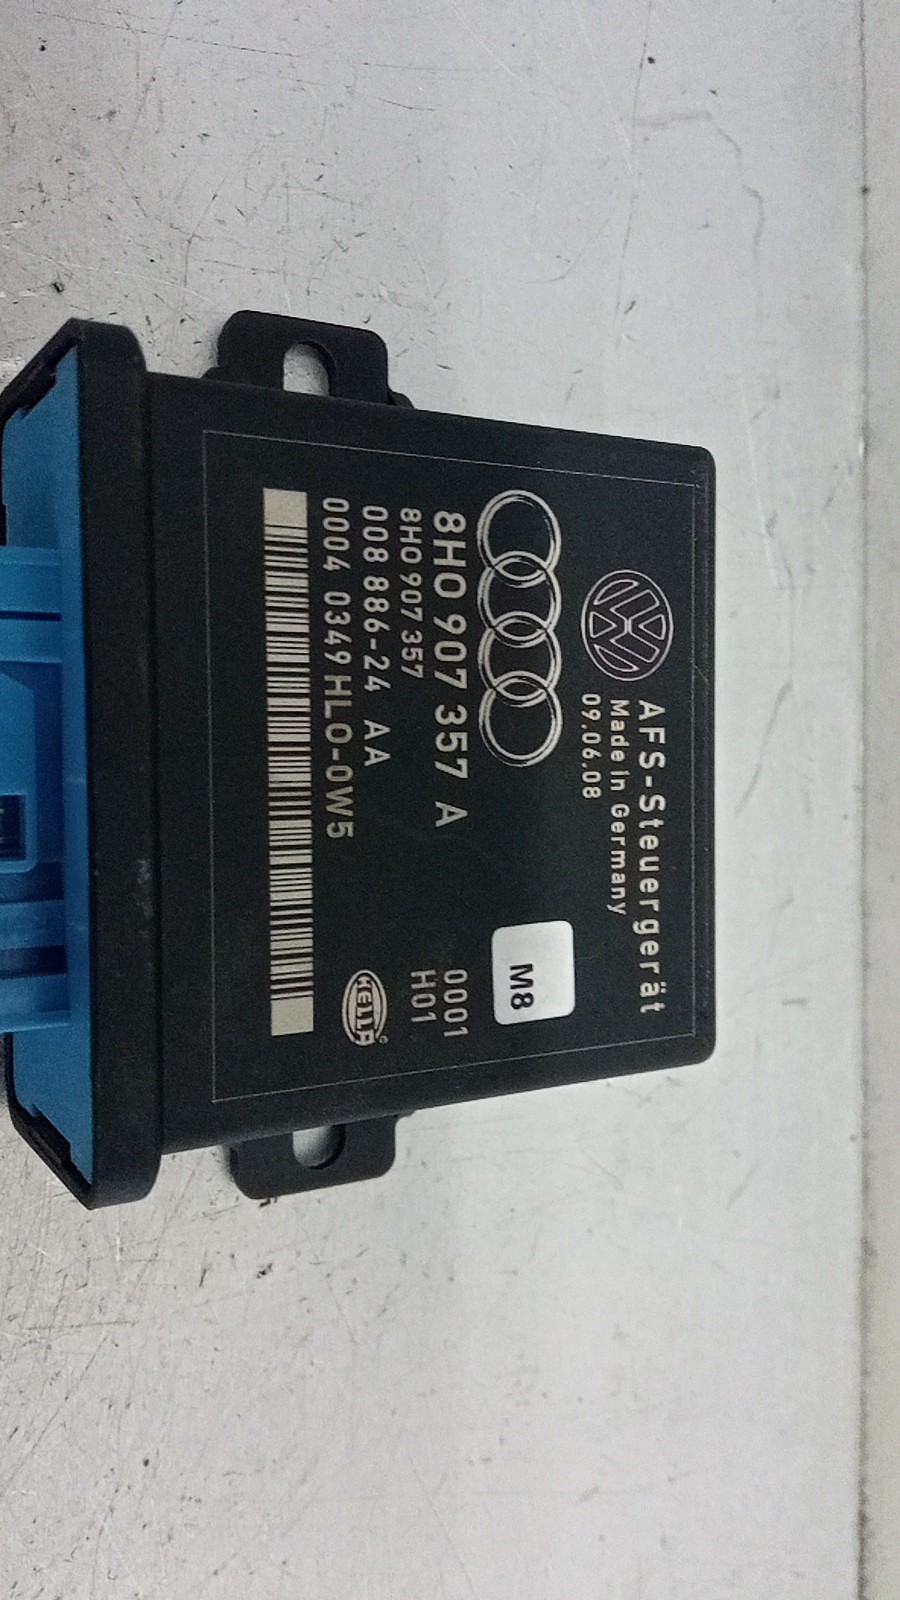 AFS-Steuergerät
Made in Germany
09.06.08
M8
8H0 907 357 A
0001
8H0 907 357
H01
008 886-24 AA
0004 0349HLO-0W5
HELLA